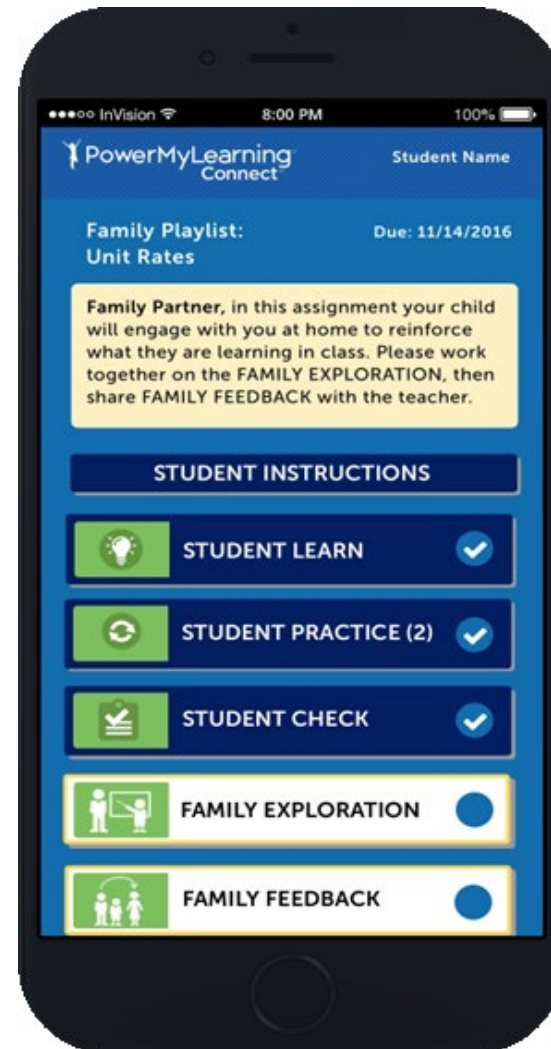 ●●●○○ InVision 8:00 PM 100%
PowerMyLearning Student Name
Connect
Family Playlist: Due: 11/14/2016
Unit Rates
Family Partner, in this assignment your child
will engage with you at home to reinforce
what they are learning in class. Please work
together on the FAMILY EXPLORATION, then
share FAMILY FEEDBACK with the teacher.
STUDENT INSTRUCTIONS
STUDENT LEARN
STUDENT PRACTICE (2)
STUDENT CHECK
FAMILY EXPLORATION
FAMILY FEEDBACK